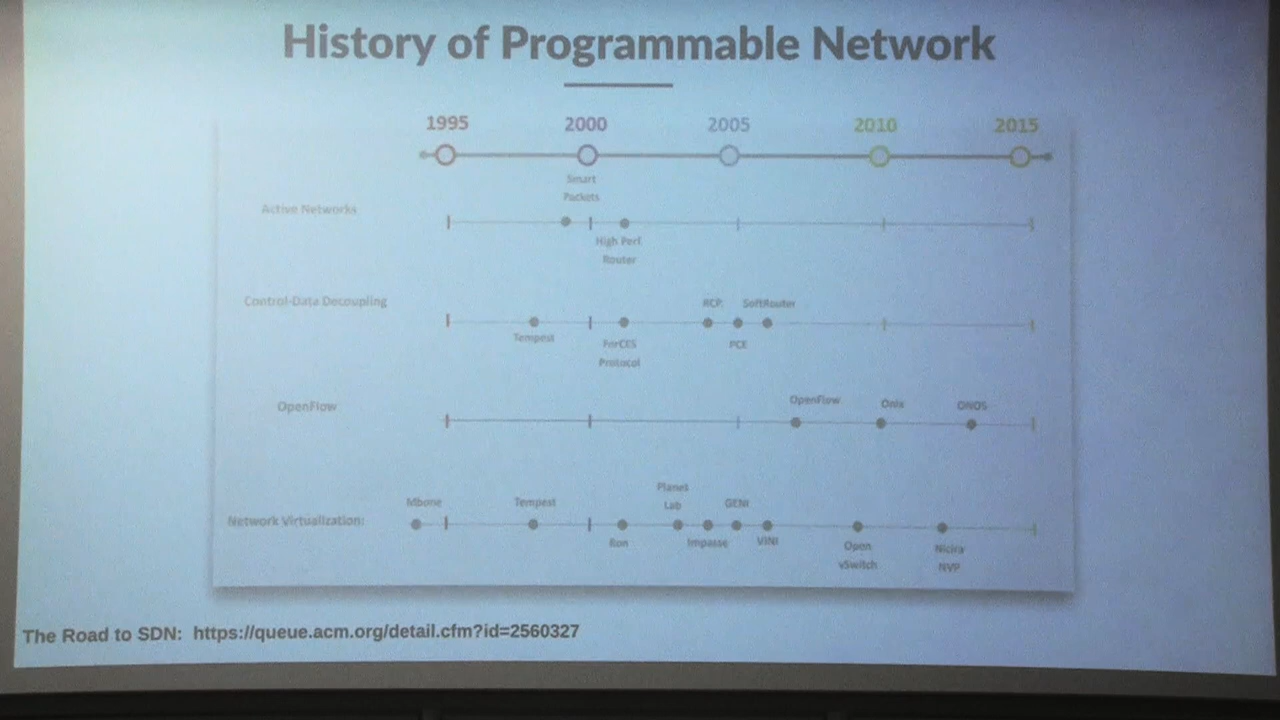 History of Programmable Network
1995
2000
2005
2010
2015
Smart
Packets
Active Networks
High Perf
Router
Control-Data Decoupling
RCP
SoftRouter
Tempest
ForCES
Protocol
PCE
OpenFlow
OpenFlow
Onix
ONOS
Planet
Lab
Mbone
Tempest
GENI
Network Virtualization:
Ron
Impasse
VINI
Open
vSwitch
Nicira
NVP
The Road to SDN: https://queue.acm.org/detail.cfm?id=2560327